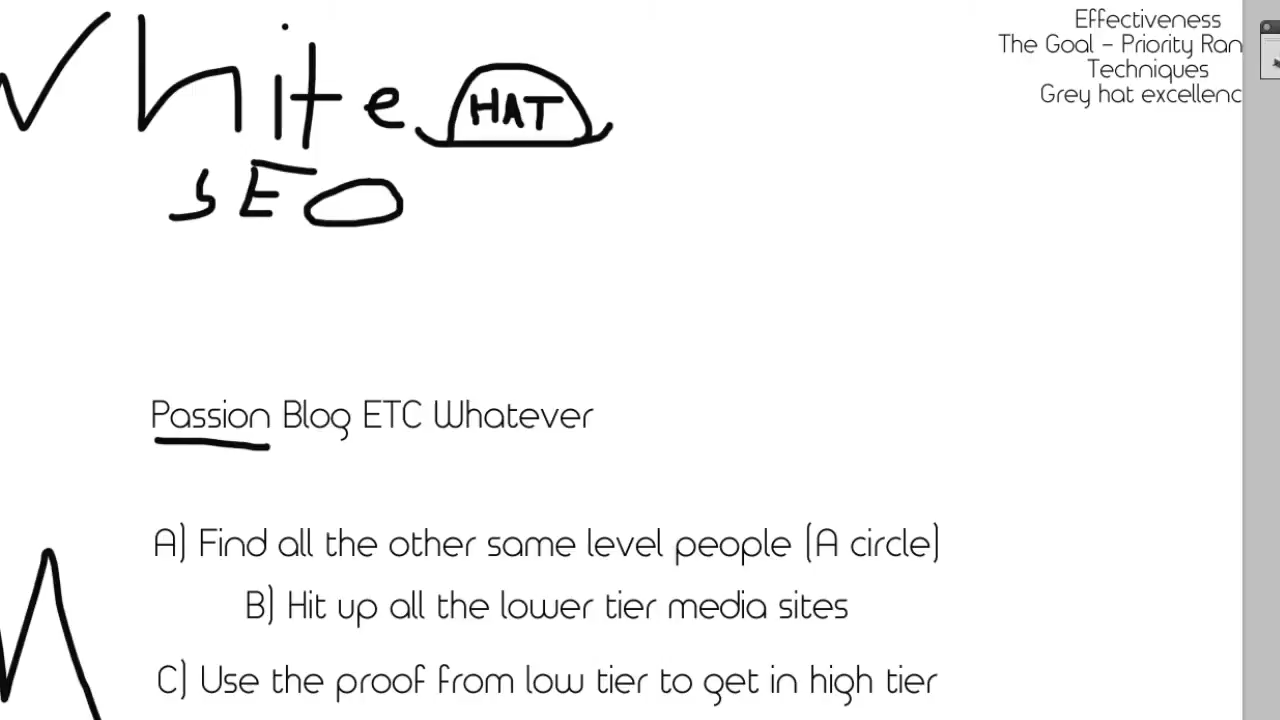 White HAT
SEO
Effectiveness
The Goal - Priority Ran
Techniques
Grey hat excellenc
Passion Blog ETC Whatever
A) Find all the other same level people (A circle)
B) Hit up all the lower tier media sites
C) Use the proof from low tier to get in high tier